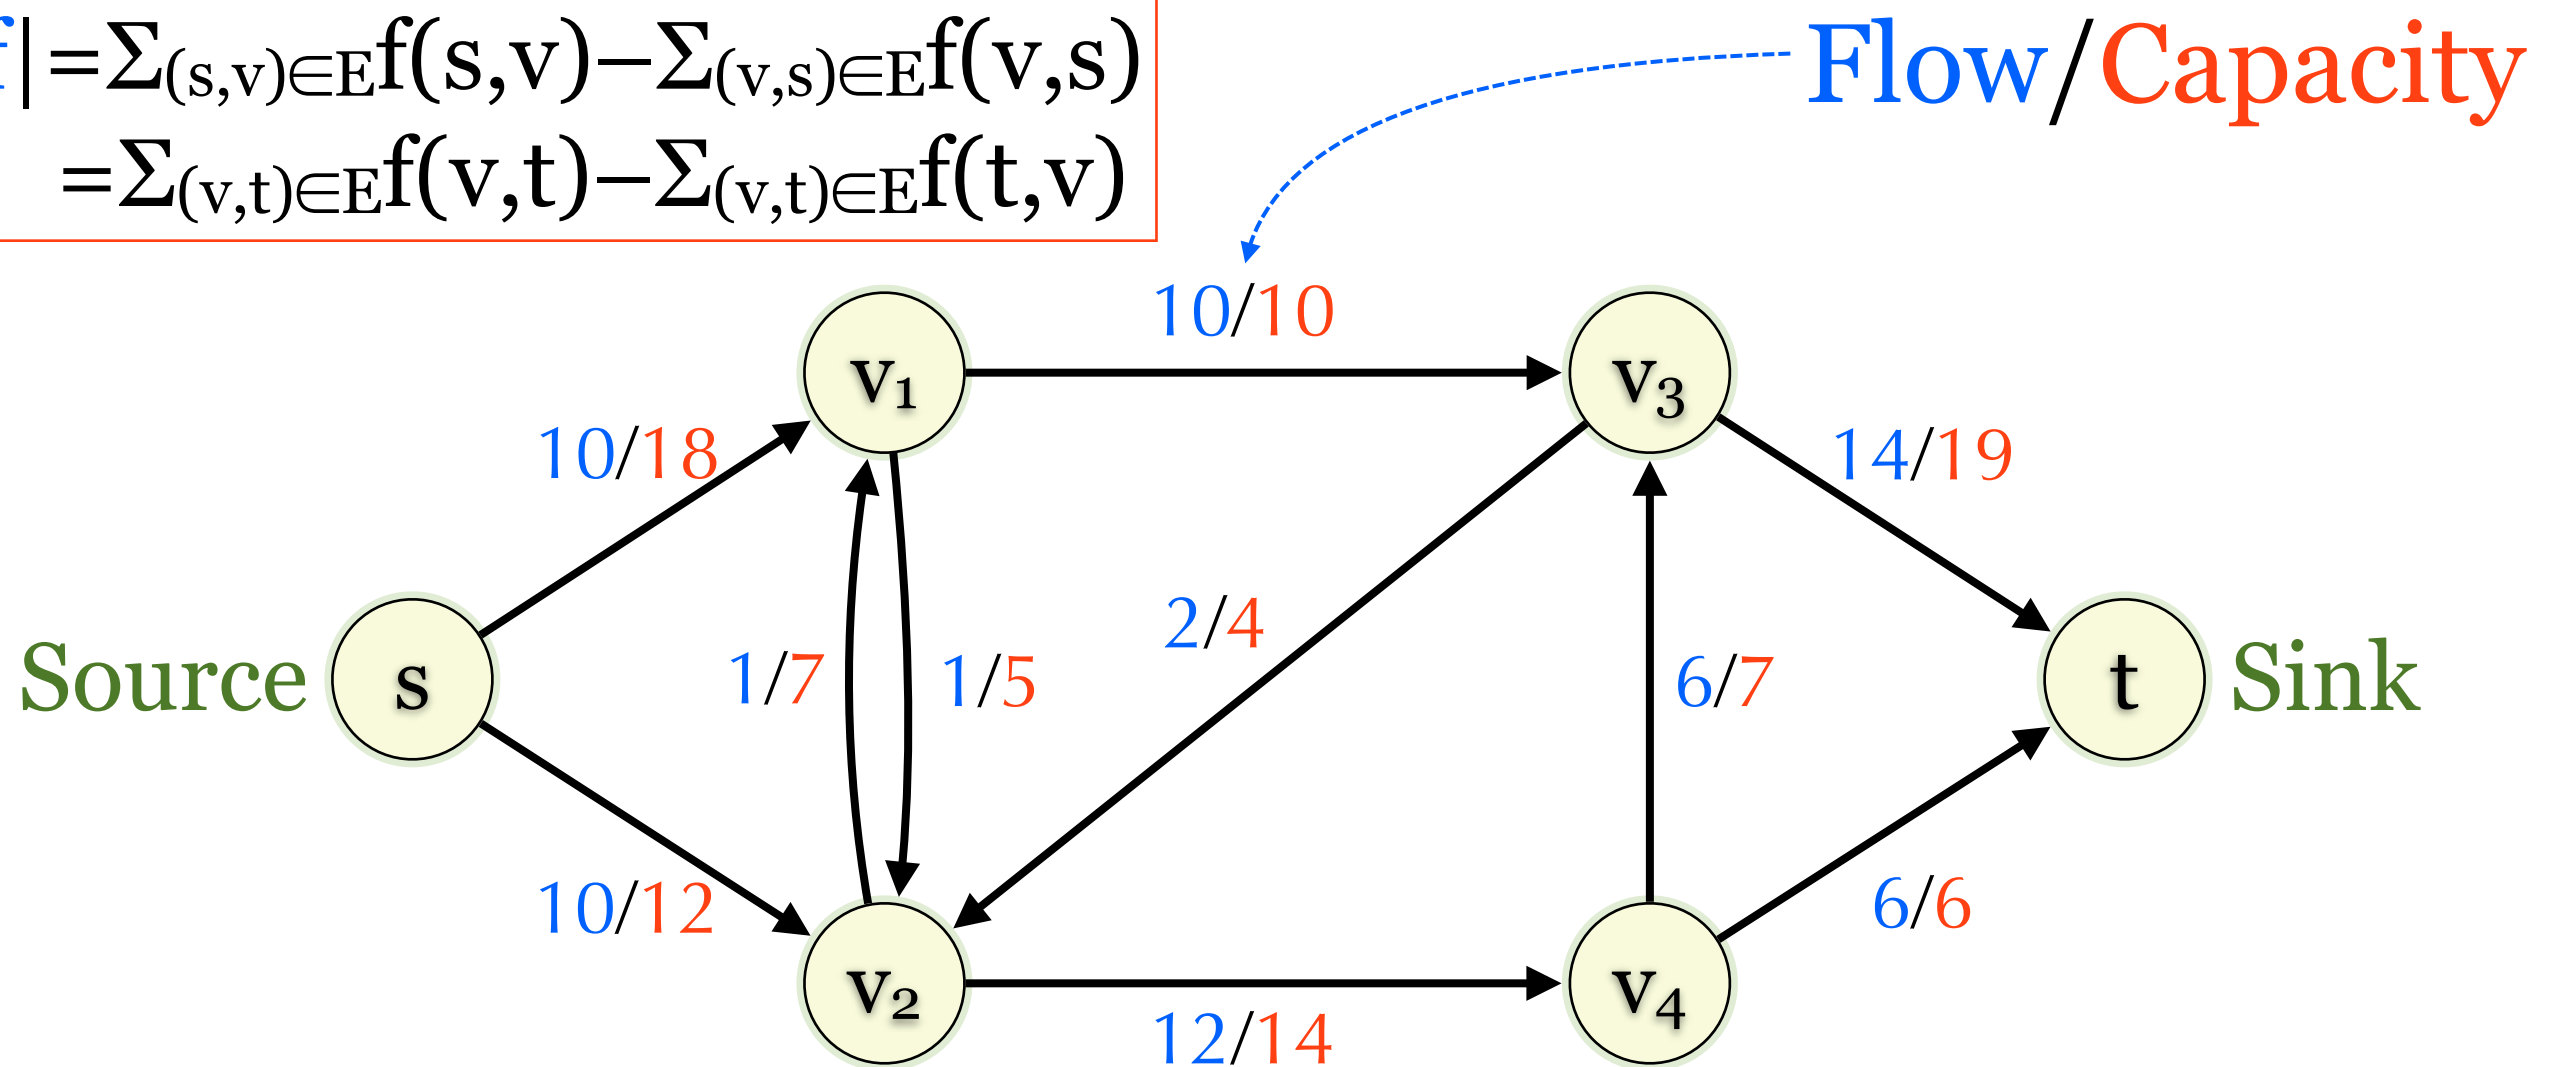 f|=Σ(s,v)∈Ef(s,v)−Σ(v,s)∈Ef(v,s)
=Σ(v,t)∈Ef(v,t)−Σ(v,t)∈Ef(t,v)
Flow/Capacity
10/10
v₁
v₃
10/18
14/19
2/4
Source
s
1/7
1/5
6/7
t
Sink
10/12
6/6
v₂
v₄
12/14